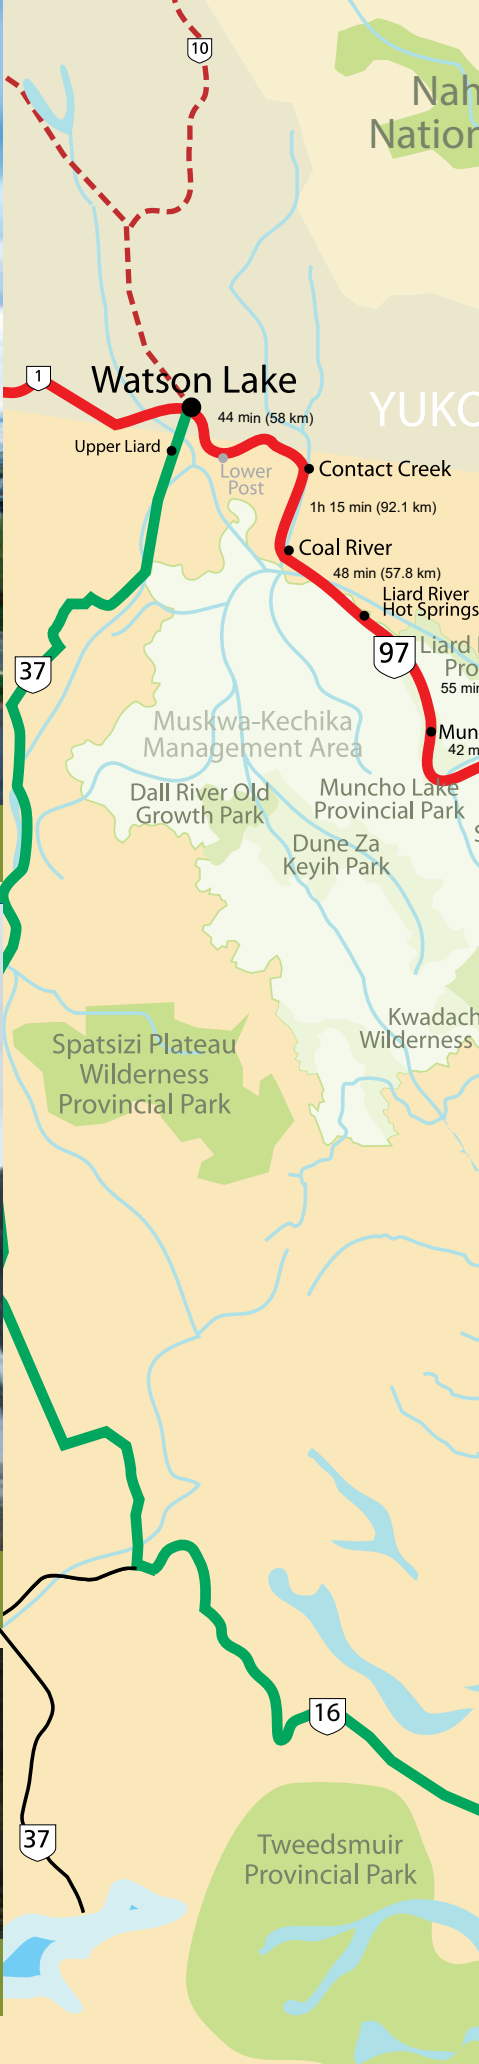 10
Nah
Nation
1
Watson Lake
YUKO
44 min (58 km)
Upper Liard
Lower
Post
Contact Creek
1h 15 min (92.1 km)
Coal River
48 min (57.8 km)
Liard River
Hot Springs
97
Liard
Pro
37
55 min
Mun
42 m
Muskwa-Kechika
Management Area
Dall River Old
Growth Park
Muncho Lake
Provincial Park
S
Dune Za
Keyih Park
Kwadach
Wilderness
Spatsizi Plateau
Wilderness
Provincial Park
16
37
Tweedsmuir
Provincial Park